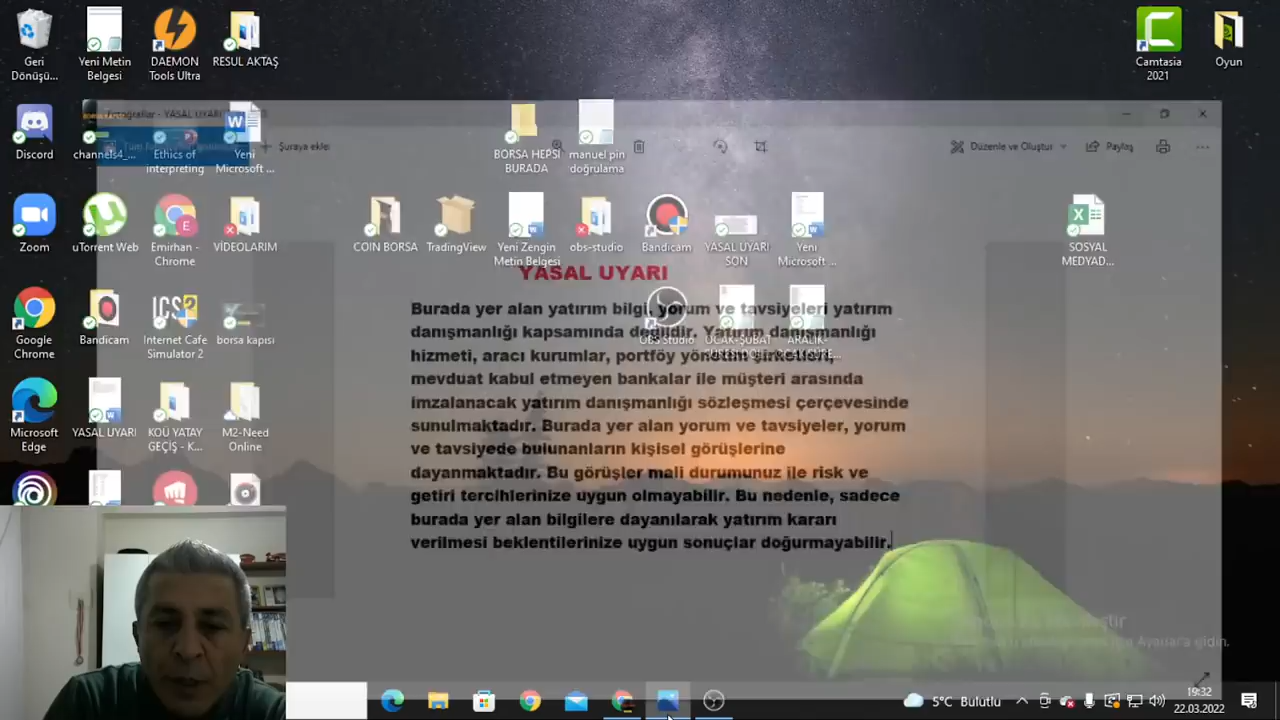 Geri Dönüşü...
Yeni Metin Belgesi
DAEMON Tools Ultra
RESUL AKTAŞ
Camtasia 2021
Oyun
Fotoğraflar - YASAL UYARI
Discord
channels4_...
Ethics of interpreting
Yeni Microsoft ...
Şuraya ekle
BORSA HEPSİ BURADA
manuel pin doğrulama
Düzenle ve Oluştur
Paylaş
Zoom
uTorrent Web
Emirhan - Chrome
VİDEOLARIM
COIN BORSA
TradingView
Yeni Zengin Metin Belgesi
obs-studio
Bandicam
YASAL UYARI SON
Yeni Microsoft ...
SOSYAL MEDYAD...
YASAL UYARI
Burada yer alan yatırım bilgi, yorum ve tavsiyeleri yatırım
danışmanlığı kapsamında değildir. Yatırım danışmanlığı
hizmeti, aracı kurumlar, portföy yönetim şirketleri,
mevduat kabul etmeyen bankalar ile müşteri arasında
imzalanacak yatırım danışmanlığı sözleşmesi çerçevesinde
sunulmaktadır. Burada yer alan yorum ve tavsiyeler, yorum
ve tavsiyede bulunanların kişisel görüşlerine
dayanmaktadır. Bu görüşler mali durumunuz ile risk ve
getiri tercihlerinize uygun olmayabilir. Bu nedenle, sadece
burada yer alan bilgilere dayanılarak yatırım kararı
verilmesi beklentilerinize uygun sonuçlar doğurmayabilir.
OBS Studio
Google Chrome
Bandicam
Internet Cafe Simulator 2
borsa kapısı
Microsoft Edge
YASAL UYARI
KOÜ YATAY GEÇİŞ - K...
M2-Need Online
5°C Bulutlu
19:32
22.03.2022